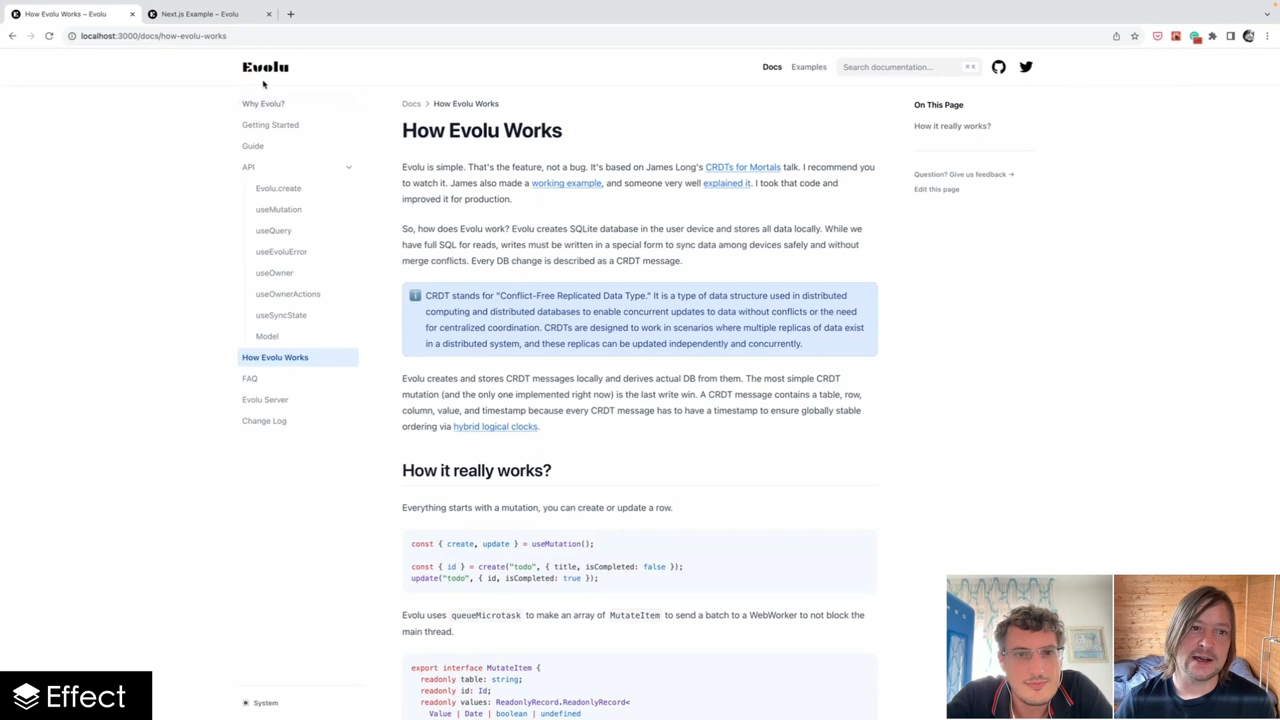 How Evolu Works – Evolu
Next.js Example – Evolu
localhost:3000/docs/how-evolu-works
Evolu
Docs
Examples
Search documentation...
⌘ K
Why Evolu?
Getting Started
Guide
API
Evolu.create
useMutation
useQuery
useEvoluError
useOwner
useOwnerActions
useSyncState
Model
How Evolu Works
FAQ
Evolu Server
Change Log
System
Docs > How Evolu Works
How Evolu Works
Evolu is simple. That's the feature, not a bug. It's based on James Long's CRDTs for Mortals talk. I recommend you
to watch it. James also made a working example, and someone very well explained it. I took that code and
improved it for production.
So, how does Evolu work? Evolu creates SQLite database in the user device and stores all data locally. While we
have full SQL for reads, writes must be written in a special form to sync data among devices safely and without
merge conflicts. Every DB change is described as a CRDT message.
CRDT stands for "Conflict-Free Replicated Data Type." It is a type of data structure used in distributed
computing and distributed databases to enable concurrent updates to data without conflicts or the need
for centralized coordination. CRDTs are designed to work in scenarios where multiple replicas of data exist
in a distributed system, and these replicas can be updated independently and concurrently.
Evolu creates and stores CRDT messages locally and derives actual DB from them. The most simple CRDT
mutation (and the only one implemented right now) is the last write win. A CRDT message contains a table, row,
column, value, and timestamp because every CRDT message has to have a timestamp to ensure globally stable
ordering via hybrid logical clocks.
How it really works?
Everything starts with a mutation, you can create or update a row.
const { create, update } = useMutation();
const { id } = create("todo", { title, isCompleted: false });
update("todo", { id, isCompleted: true });
Evolu uses queueMicrotask to make an array of MutateItem to send a batch to a WebWorker to not block the
main thread.
export interface MutateItem {
readonly table: string;
readonly id: Id;
readonly values: ReadonlyRecord.ReadonlyRecord<
Value | Date | boolean | undefined
On This Page
How it really works?
Question? Give us feedback →
Edit this page
Effect